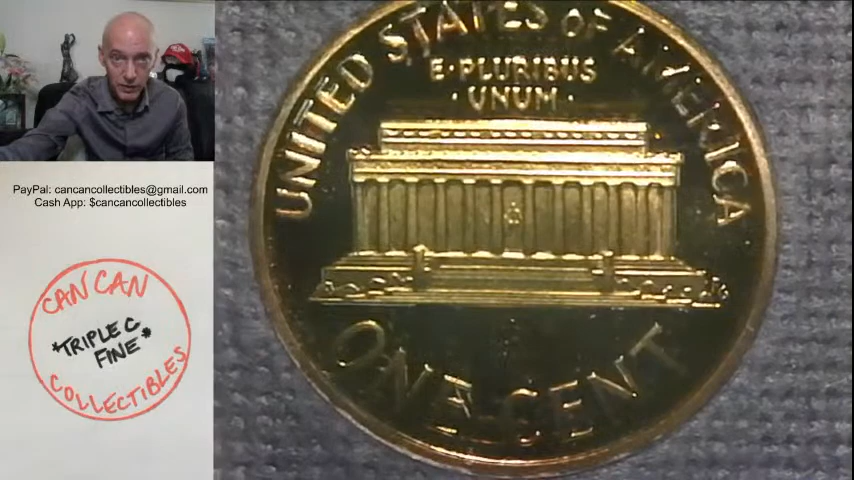 PayPal: cancancollectibles@gmail.com
Cash App: $cancancollectibles
CAN CAN
*TRIPLE C*
FINE
COLLECTIBLES
UNITED STATES OF AMERICA
E·PLURIBUS
·UNUM·
ONE CENT